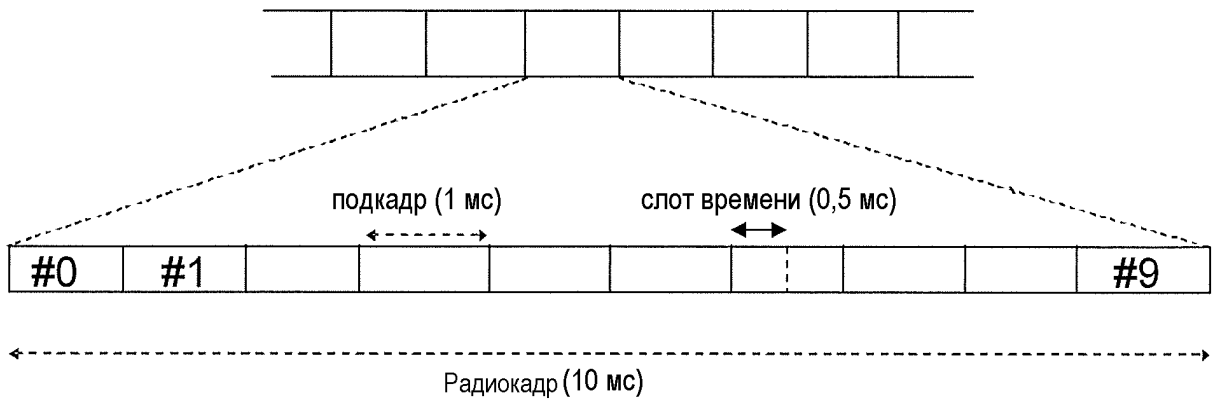 подкадр (1 мс)
слот времени (0,5 мс)
#0
#1
#9
Радиокадр (10 мс)